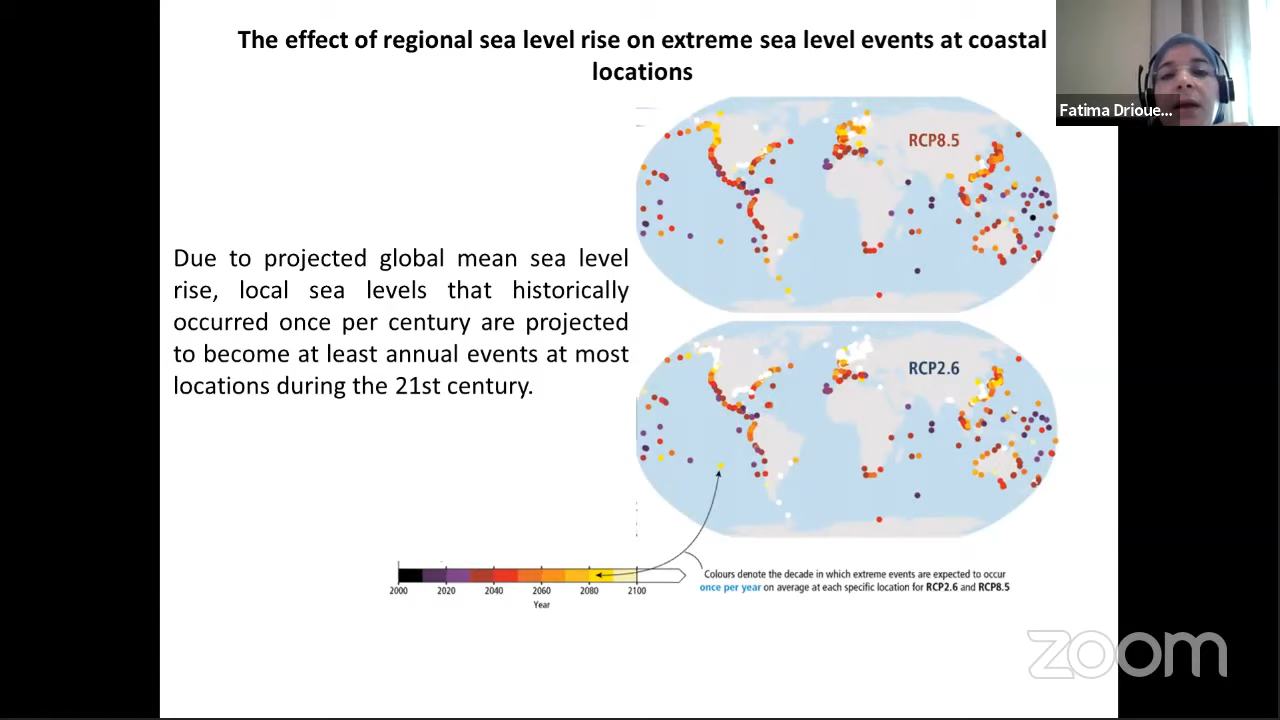 The effect of regional sea level rise on extreme sea level events at coastal
locations
Fatima Drioue...
RCP8.5
Due to projected global mean sea level
rise, local sea levels that historically
occurred once per century are projected
to become at least annual events at most
locations during the 21st century.
RCP2.6
2000 2020 2040 2060 2080 2100
Year
Colours denote the decade in which extreme events are expected to occur
once per year on average at each specific location for RCP2.6 and RCP8.5
zoom